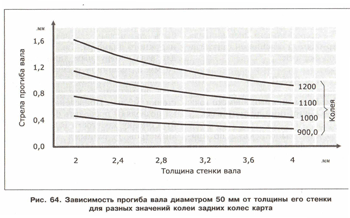 мм
1,6
1,2
0,8
0,4
0,0
Стрела прогиба вала
1200
1100
1000
900,0
Колея
2
2,4
2,8
3,2
3,6
4
мм
Толщина стенки вала
Рис. 64. Зависимость прогиба вала диаметром 50 мм от толщины его стенки
для разных значений колеи задних колес карта